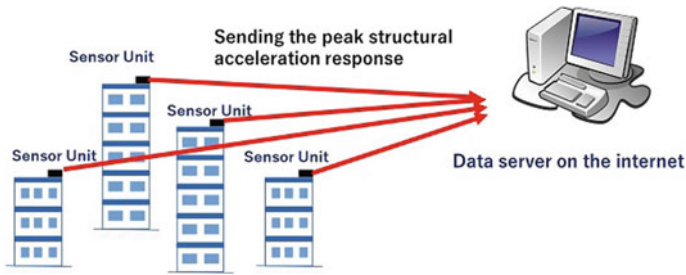 Sending the peak structural
acceleration response
Sensor Unit
Sensor Unit
Sensor Unit
Sensor Unit
Data server on the internet